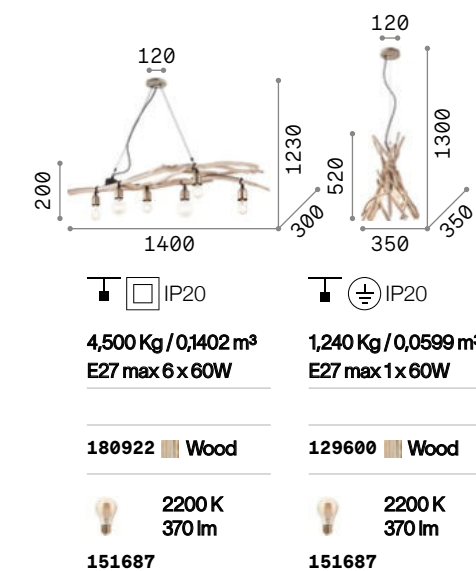 120
200
1230
300
1400
IP20
4,500 Kg / 0,1402 m³
E27 max 6 x 60W
180922 Wood
2200 K
370 lm
151687
120
520
1300
350
350
IP20
1,240 Kg / 0,0599 m³
E27 max 1 x 60W
129600 Wood
2200 K
370 lm
151687